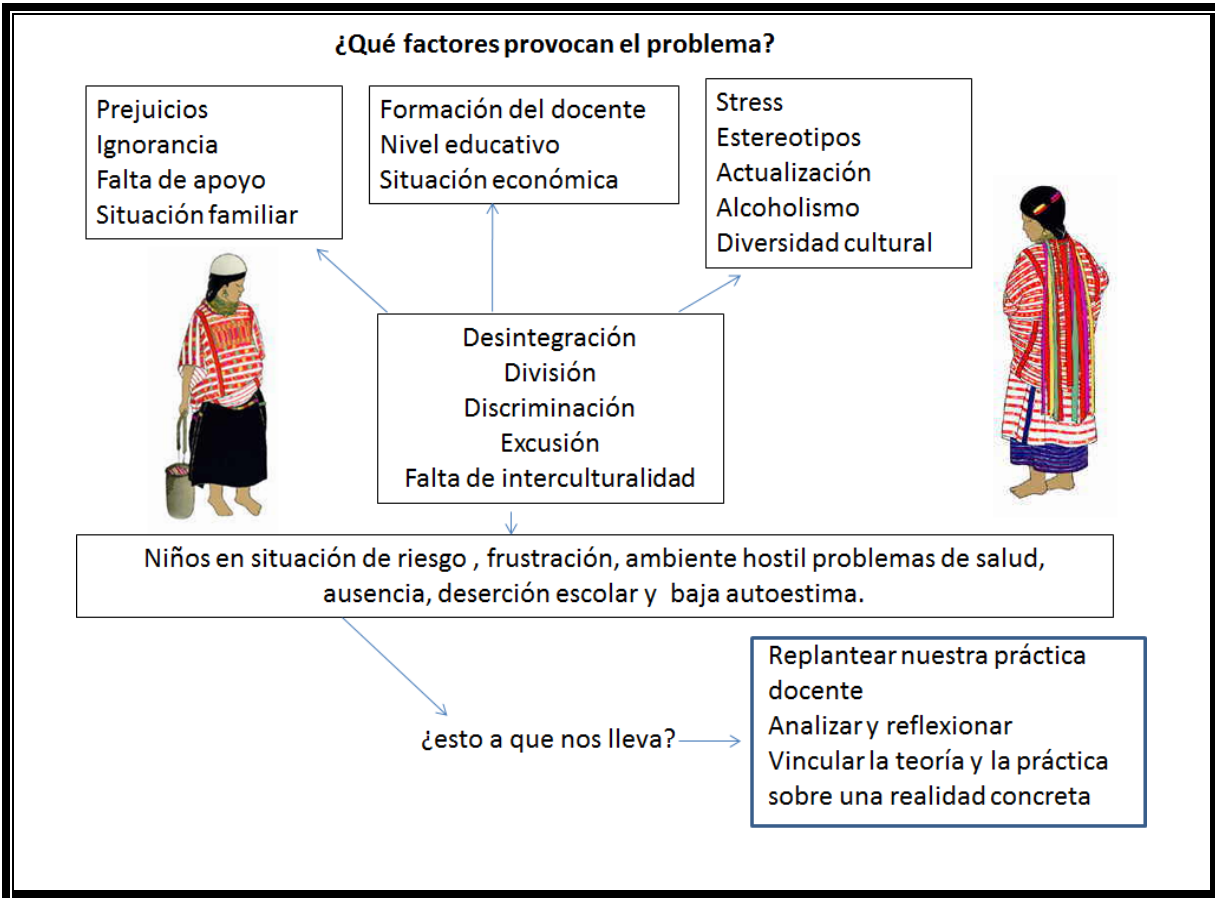 ¿Qué factores provocan el problema?
Prejuicios
Ignorancia
Falta de apoyo
Situación familiar
Formación del docente
Nivel educativo
Situación económica
Stress
Estereotipos
Actualización
Alcoholismo
Diversidad cultural
Desintegración
División
Discriminación
Excusión
Falta de interculturalidad
Niños en situación de riesgo , frustración, ambiente hostil problemas de salud,
ausencia, deserción escolar y baja autoestima.
¿esto a que nos lleva?
Replantear nuestra práctica
docente
Analizar y reflexionar
Vincular la teoría y la práctica
sobre una realidad concreta